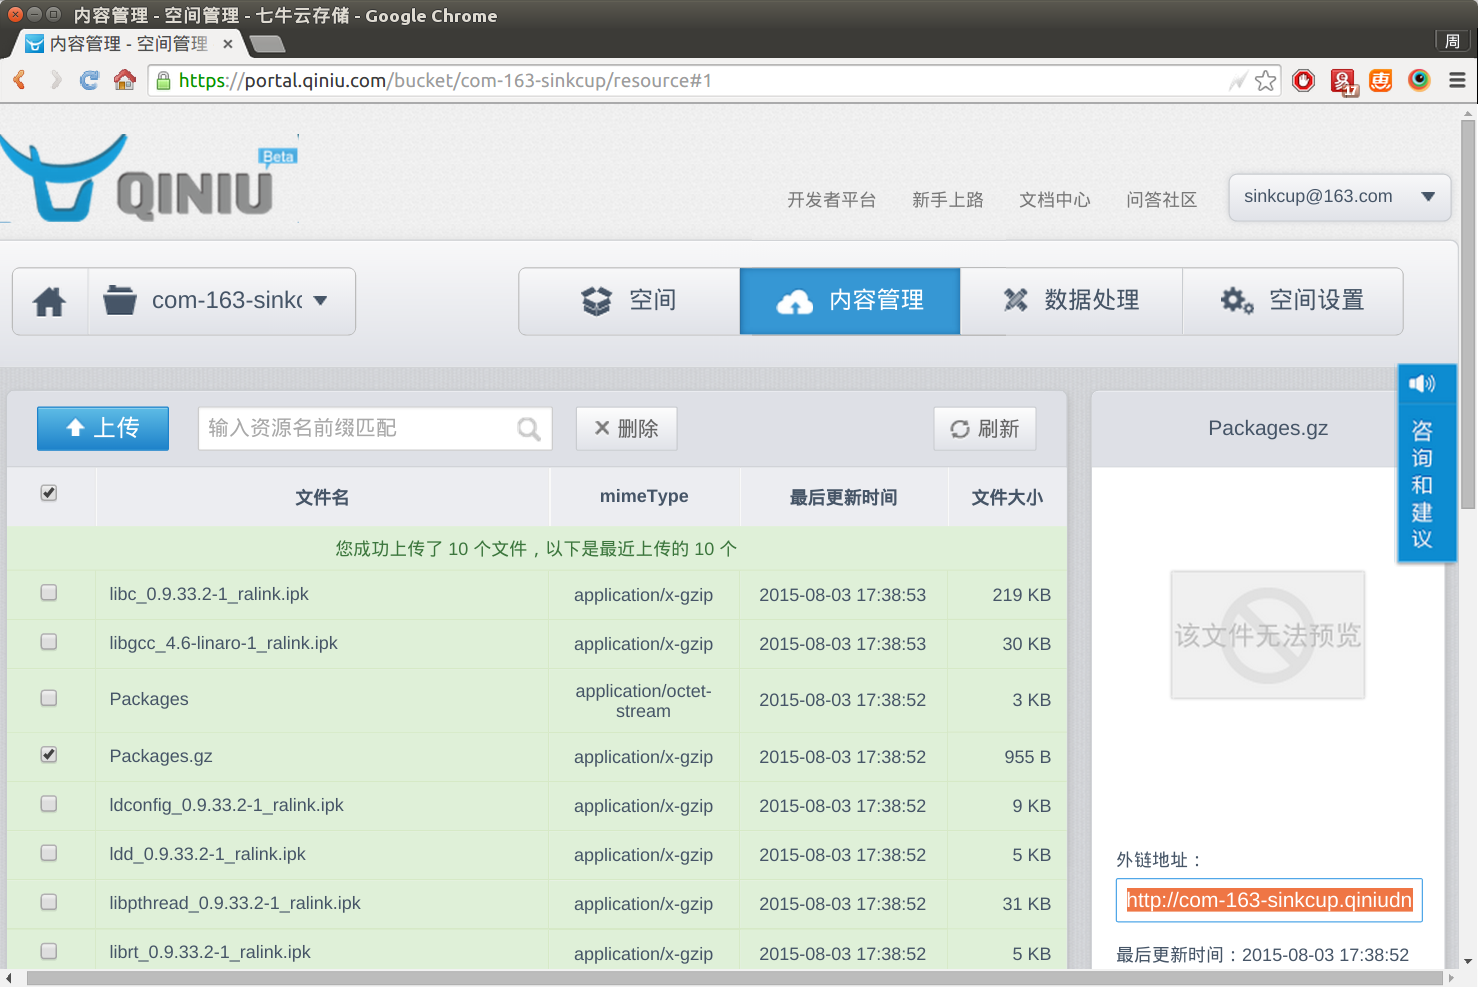 内容管理 - 空间管理 - 七牛云存储 - Google Chrome
内容管理 - 空间管理
周
https://portal.qiniu.com/bucket/com-163-sinkcup/resource#1
易
17
惠
QINIU
Beta
开发者平台 新手上路 文档中心 问答社区 sinkcup@163.com
com-163-sinkc 空间 内容管理 数据处理 空间设置
上传 输入资源名前缀匹配 删除 刷新
文件名 mimeType 最后更新时间 文件大小
您成功上传了 10 个文件，以下是最近上传的 10 个
libc_0.9.33.2-1_ralink.ipk application/x-gzip 2015-08-03 17:38:53 219 KB
libgcc_4.6-linaro-1_ralink.ipk application/x-gzip 2015-08-03 17:38:53 30 KB
Packages application/octet-stream 2015-08-03 17:38:52 3 KB
Packages.gz application/x-gzip 2015-08-03 17:38:52 955 B
ldconfig_0.9.33.2-1_ralink.ipk application/x-gzip 2015-08-03 17:38:52 9 KB
ldd_0.9.33.2-1_ralink.ipk application/x-gzip 2015-08-03 17:38:52 5 KB
libpthread_0.9.33.2-1_ralink.ipk application/x-gzip 2015-08-03 17:38:52 31 KB
librt_0.9.33.2-1_ralink.ipk application/x-gzip 2015-08-03 17:38:52 5 KB
Packages.gz
咨询和建议
该文件无法预览
外链地址：
http://com-163-sinkcup.qiniudn
最后更新时间：2015-08-03 17:38:52